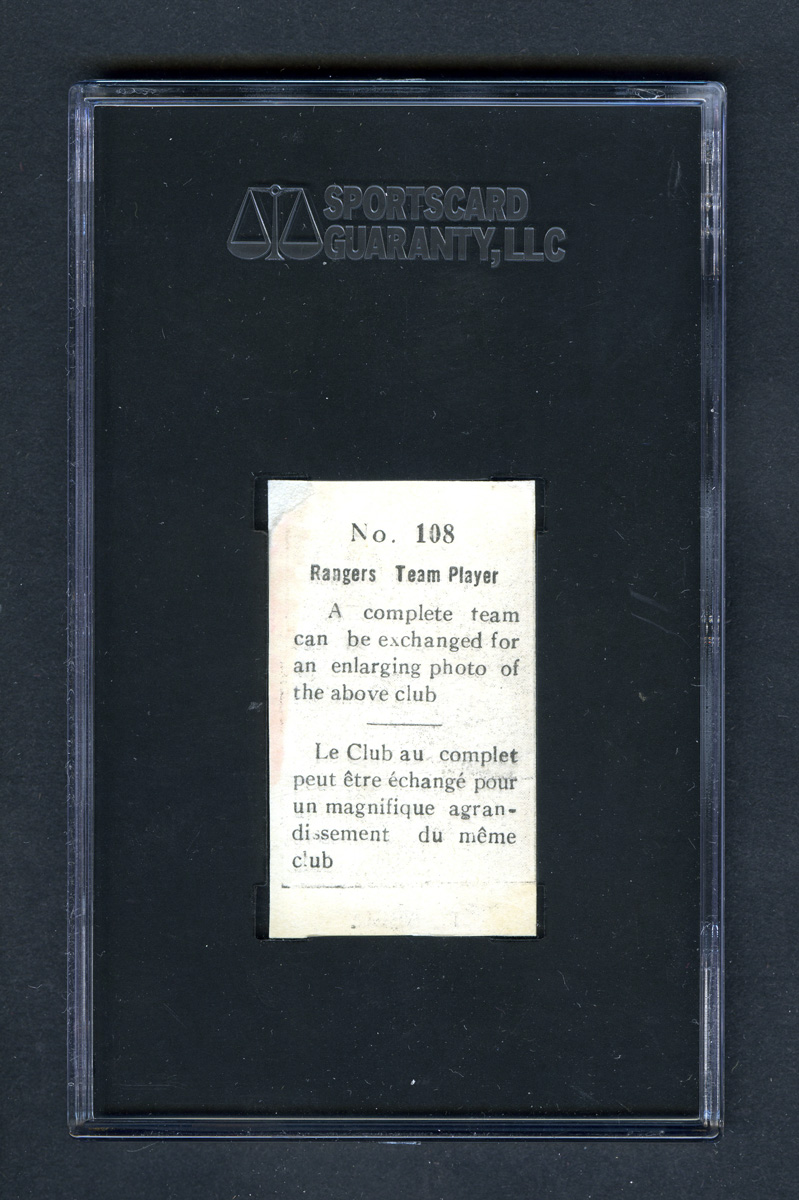 SPORTSCARD
GUARANTY, LLC
No. 108
Rangers Team Player
A complete team
can be exchanged for
an enlarging photo of
the above club
Le Club au complet
peut être échangé pour
un magnifique agran-
dissement du même
club